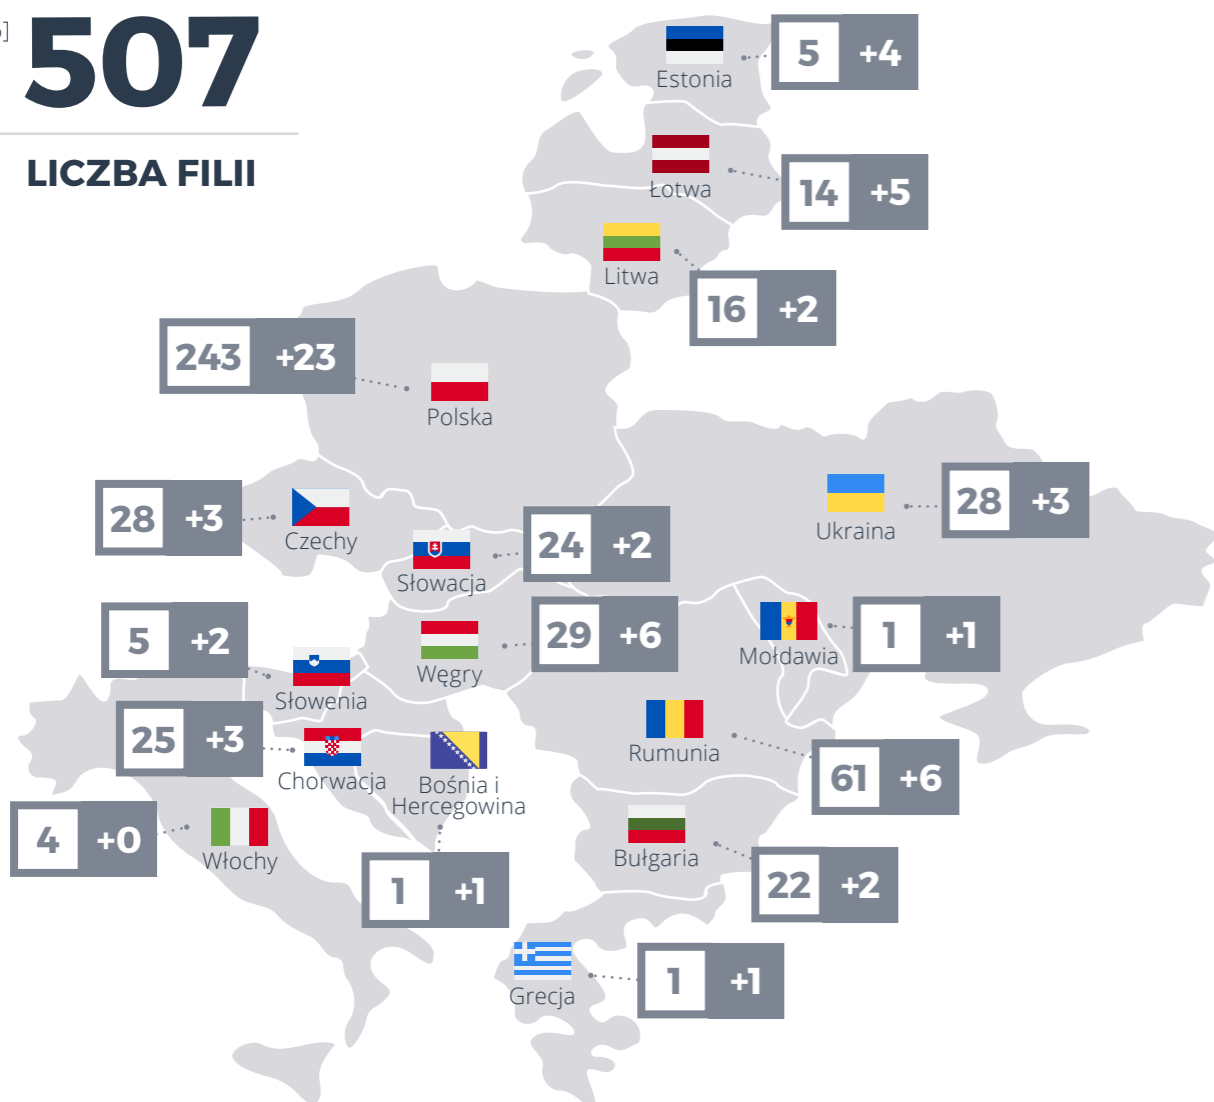 507
LICZBA FILII
Estonia
5 +4
Łotwa
14 +5
Litwa
16 +2
243 +23
Polska
28 +3
Czechy
Ukraina
28 +3
Słowacja
24 +2
5 +2
Słowenia
Węgry
29 +6
Mołdawia
1 +1
25 +3
Chorwacja
Bośnia i
Hercegowina
1 +1
Rumunia
61 +6
4 +0
Włochy
Bułgaria
22 +2
Grecja
1 +1